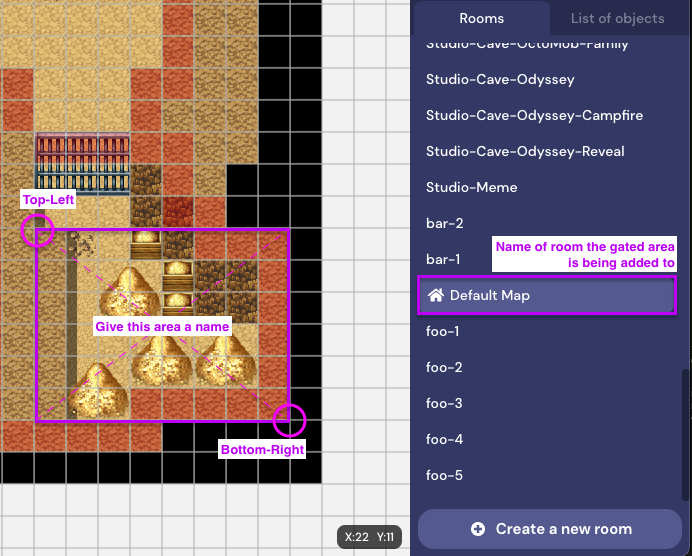 Rooms
List of objects
Studio-Cave-OctoMob-Family
Studio-Cave-Odyssey
Studio-Cave-Odyssey-Campfire
Studio-Cave-Odyssey-Reveal
Studio-Meme
bar-2
bar-1
Name of room the gated area
is being added to
Default Map
foo-1
foo-2
foo-3
foo-4
foo-5
Create a new room
Top-Left
Give this area a name
Bottom-Right
X:22 Y:11